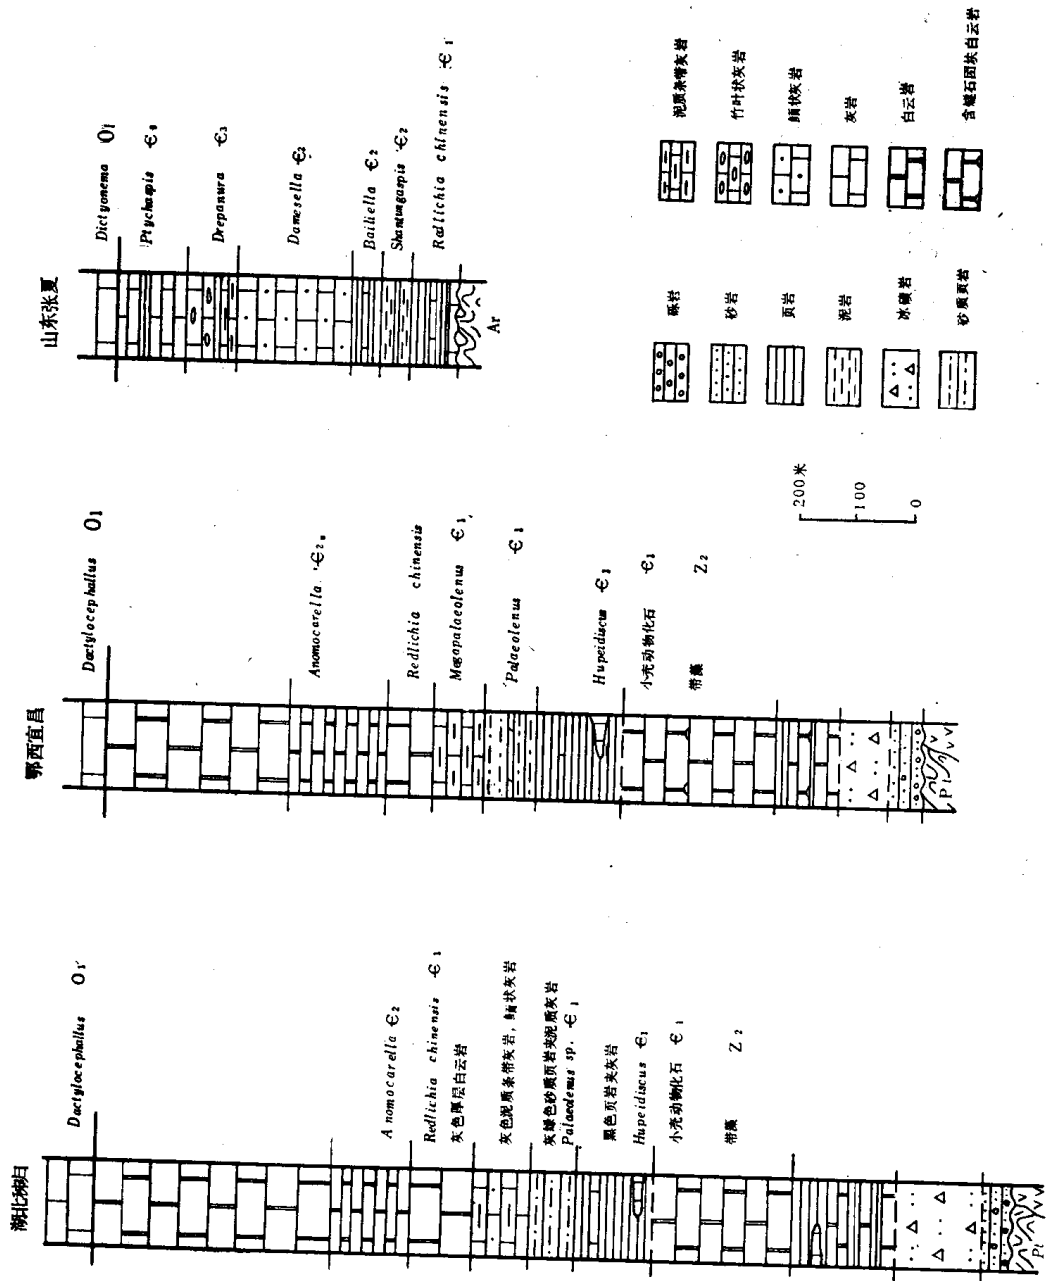 湖北秭归
Dactylocephallus O1
Anomocarella Є2
Redlichia chinensis Є1
灰色厚层白云岩
灰色泥质条带灰岩，鲕状灰岩
灰绿色砂质页岩夹泥质灰岩
Palaeolenus sp. Є1
黑色页岩夹灰岩
Hupeidiscus Є1
小壳动物化石 Є1
带藻 Z2
Pt
鄂西宜昌
Dactylocephallus O1
Anomocarella Є2
Redlichia chinensis
Megapalaeolenus Є1
Palaeolenus Є1
Hupeidiscus Є1
小壳动物化石 Є1
带藻 Z2
Pt
山东张夏
Dictyonema O1
Ptychaspis Є3
Drepanura Є3
Damesella Є2
Bailiella Є2
Shantungaspis Є2
Redlichia chinensis Є1
Ar
200米
100
0
砾岩
砂岩
页岩
泥岩
冰碛岩
砂质页岩
泥质条带灰岩
竹叶状灰岩
鲕状灰岩
灰岩
白云岩
含燧石团块白云岩